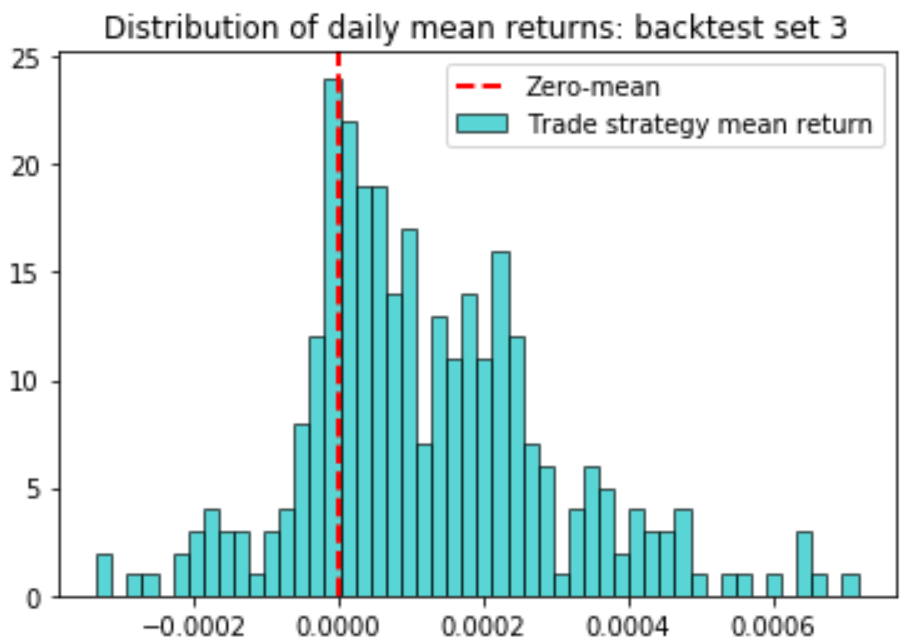 Distribution of daily mean returns: backtest set 3
Zero-mean
Trade strategy mean return
25
20
15
10
5
0
−0.0002 0.0000 0.0002 0.0004 0.0006